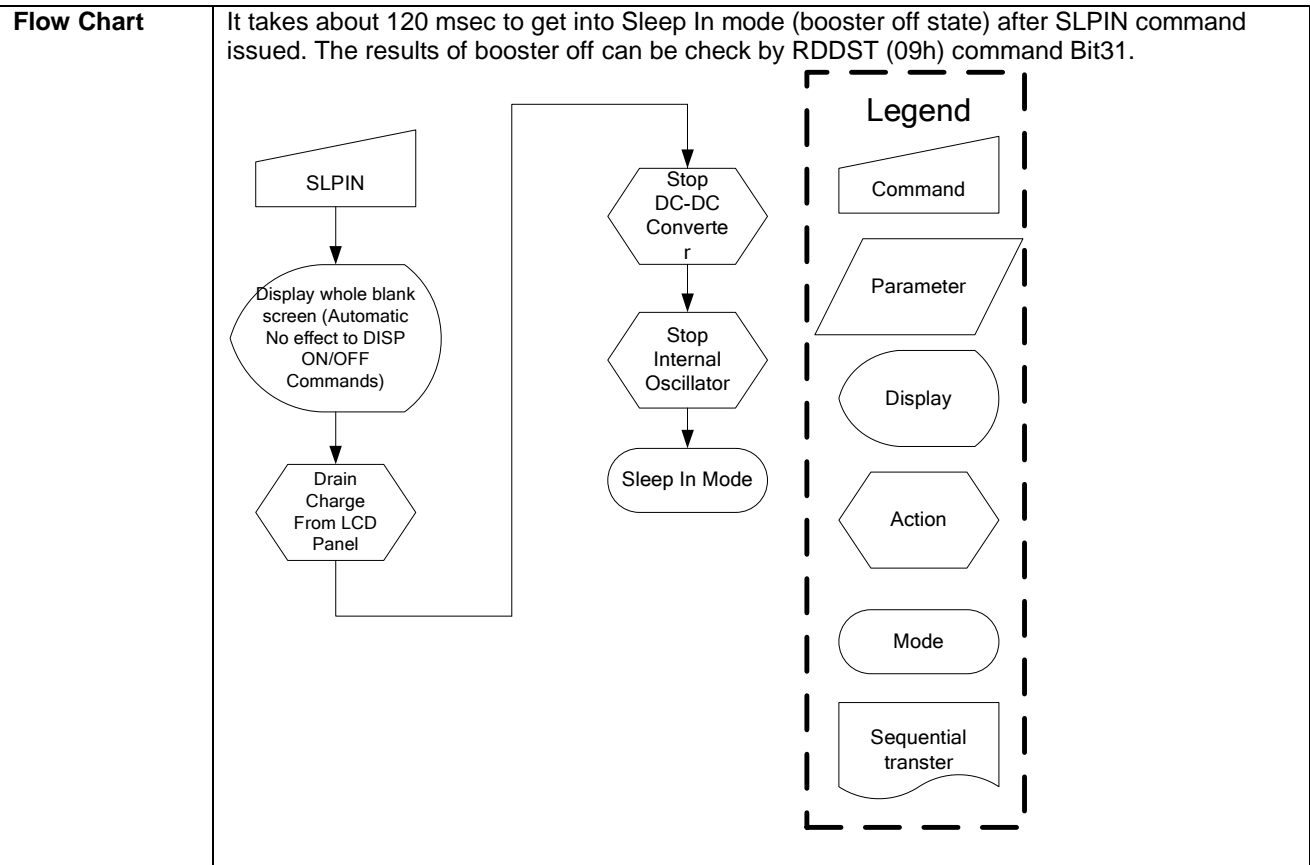 Flow Chart
It takes about 120 msec to get into Sleep In mode (booster off state) after SLPIN command
issued. The results of booster off can be check by RDDST (09h) command Bit31.
SLPIN
Display whole blank
screen (Automatic
No effect to DISP
ON/OFF
Commands)
Drain
Charge
From LCD
Panel
Stop
DC-DC
Converte
r
Stop
Internal
Oscillator
Sleep In Mode
Legend
Command
Parameter
Display
Action
Mode
Sequential
transter